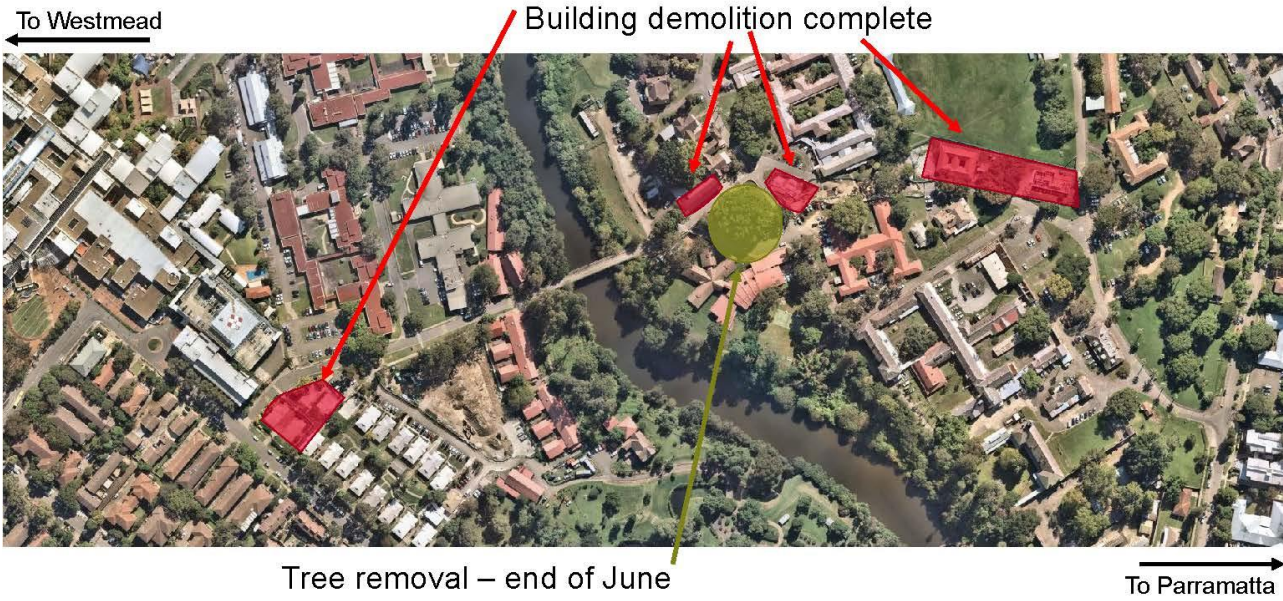 To Westmead
Building demolition complete
Tree removal – end of June
To Parramatta